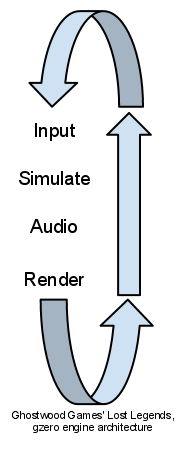 Input
Simulate
Audio
Render
Ghostwood Games' Lost Legends,
gzero engine architecture